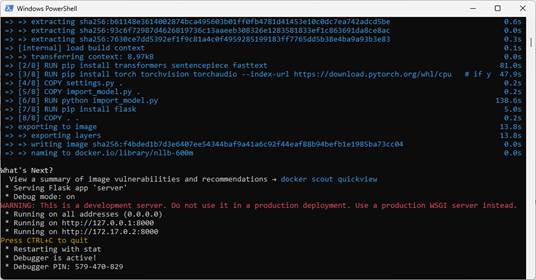 Windows PowerShell
=> => extracting sha256:b61148e3614002874bca495603b01ff0fb4781d41453e10c0dc7ea742adcd5be 0.6s
=> => extracting sha256:93c6f72987d4626819736c13aaeeb308326e1283581833ef1c863691da8ce8ac 0.0s
=> => extracting sha256:7630ce7dd5392ef1f9c81a4c0f4959285199183ff7765dd5b38e4ba9a93b3e83 0.3s
=> [internal] load build context 0.1s
=> => transferring context: 8.97kB 0.0s
=> [2/8] RUN pip install transformers sentencepiece fasttext 81.0s
=> [3/8] RUN pip install torch torchvision torchaudio --index-url https://download.pytorch.org/whl/cpu # if y 47.9s
=> [4/8] COPY settings.py . 0.2s
=> [5/8] COPY import_model.py . 0.2s
=> [6/8] RUN python import_model.py 138.6s
=> [7/8] RUN pip install flask 5.0s
=> [8/8] COPY . . 0.2s
=> exporting to image 13.8s
=> => exporting layers 13.8s
=> => writing image sha256:f4bded1b7d3e6407ee54344baf9a41a6c92f44eaf88b94befb1e1985ba73cc04 0.0s
=> => naming to docker.io/library/nllb-600m 0.0s
What's Next?
View a summary of image vulnerabilities and recommendations → docker scout quickview
* Serving Flask app 'server'
* Debug mode: on
WARNING: This is a development server. Do not use it in a production deployment. Use a production WSGI server instead.
* Running on all addresses (0.0.0.0)
* Running on http://127.0.0.1:8000
* Running on http://172.17.0.2:8000
Press CTRL+C to quit
* Restarting with stat
* Debugger is active!
* Debugger PIN: 579-470-829